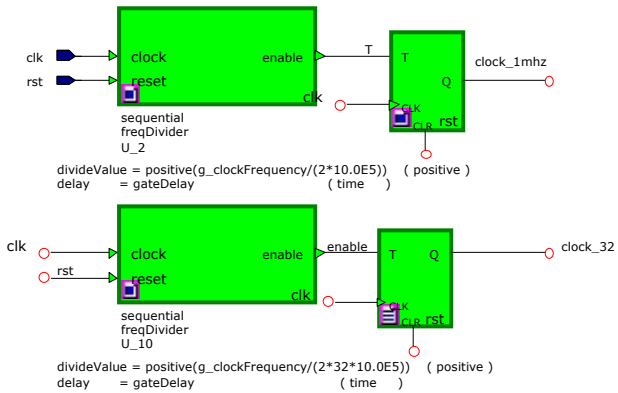 clk
rst
clock
reset
enable
T
clk
T
Q
CLK
CLR
rst
clock_1mhz
sequential
freqDivider
U_2
divideValue = positive(g_clockFrequency/(2*10.0E5)) ( positive )
delay = gateDelay ( time )
clk
rst
clock
reset
enable
enable
clk
T
Q
CLK
CLR
rst
clock_32
sequential
freqDivider
U_10
divideValue = positive(g_clockFrequency/(2*32*10.0E5)) ( positive )
delay = gateDelay ( time )